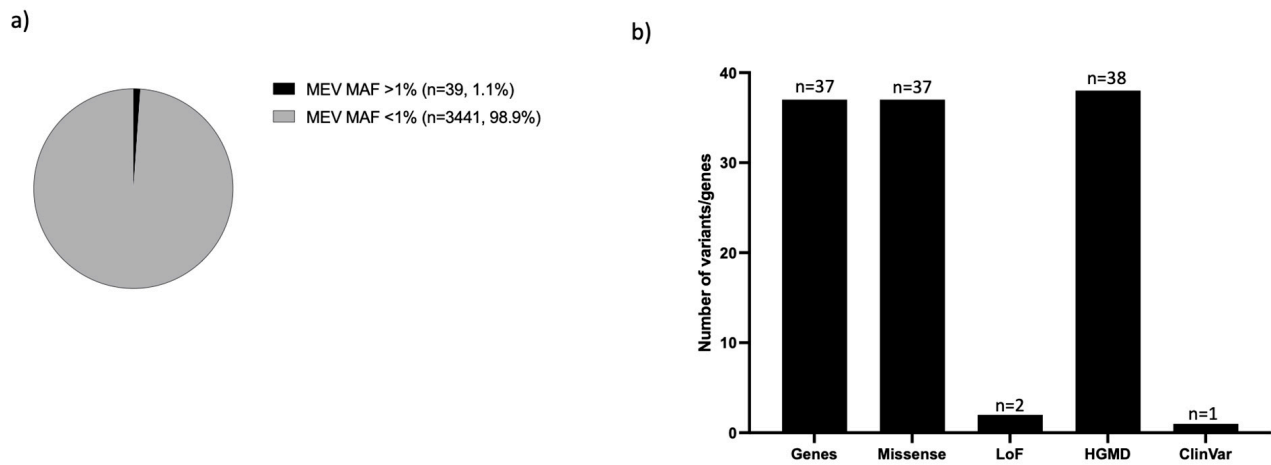 a)
MEV MAF >1% (n=39, 1.1%)
MEV MAF <1% (n=3441, 98.9%)
b)
Number of variants/genes
40
30
20
10
0
n=37
n=37
n=2
n=38
n=1
Genes
Missense
LoF
HGMD
ClinVar